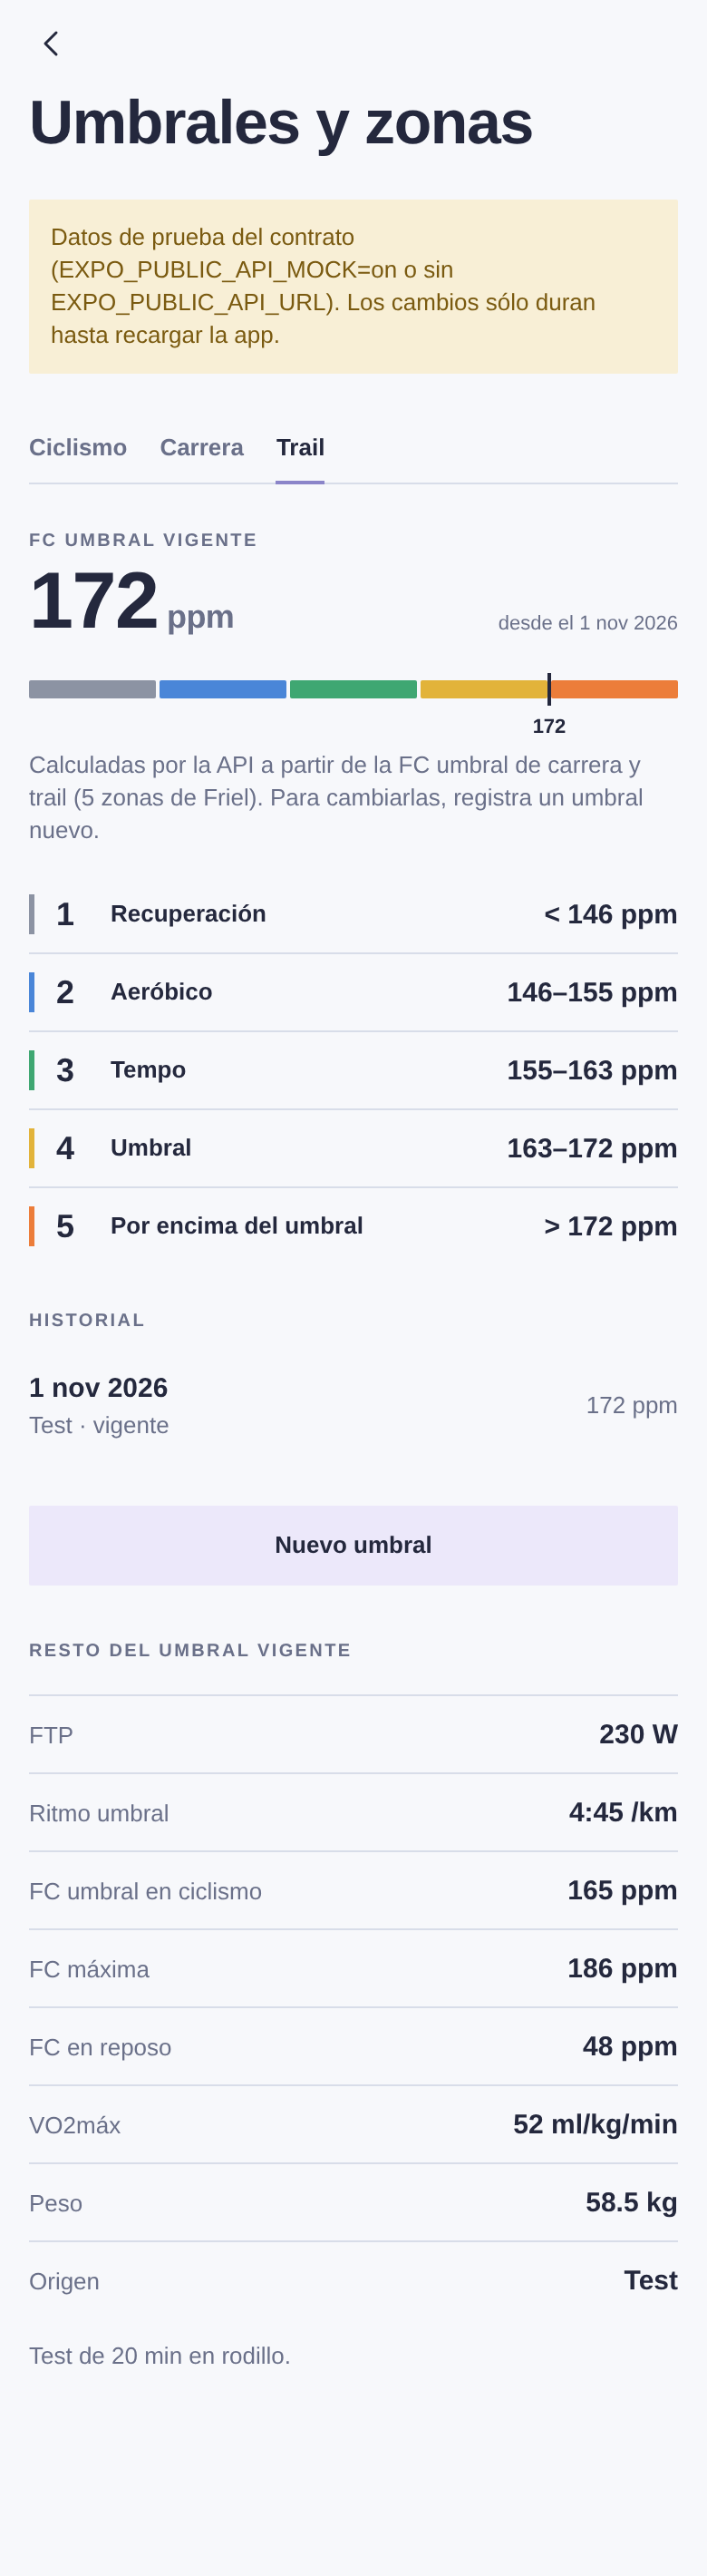 Umbrales y zonas
Datos de prueba del contrato
(EXPO_PUBLIC_API_MOCK=on o sin
EXPO_PUBLIC_API_URL). Los cambios sólo duran
hasta recargar la app.
Ciclismo Carrera Trail
FC UMBRAL VIGENTE
172 ppm desde el 1 nov 2026
172
Calculadas por la API a partir de la FC umbral de carrera y
trail (5 zonas de Friel). Para cambiarlas, registra un umbral
nuevo.
1 Recuperación < 146 ppm
2 Aeróbico 146–155 ppm
3 Tempo 155–163 ppm
4 Umbral 163–172 ppm
5 Por encima del umbral > 172 ppm
HISTORIAL
1 nov 2026
Test · vigente 172 ppm
Nuevo umbral
RESTO DEL UMBRAL VIGENTE
FTP 230 W
Ritmo umbral 4:45 /km
FC umbral en ciclismo 165 ppm
FC máxima 186 ppm
FC en reposo 48 ppm
VO2máx 52 ml/kg/min
Peso 58.5 kg
Origen Test
Test de 20 min en rodillo.